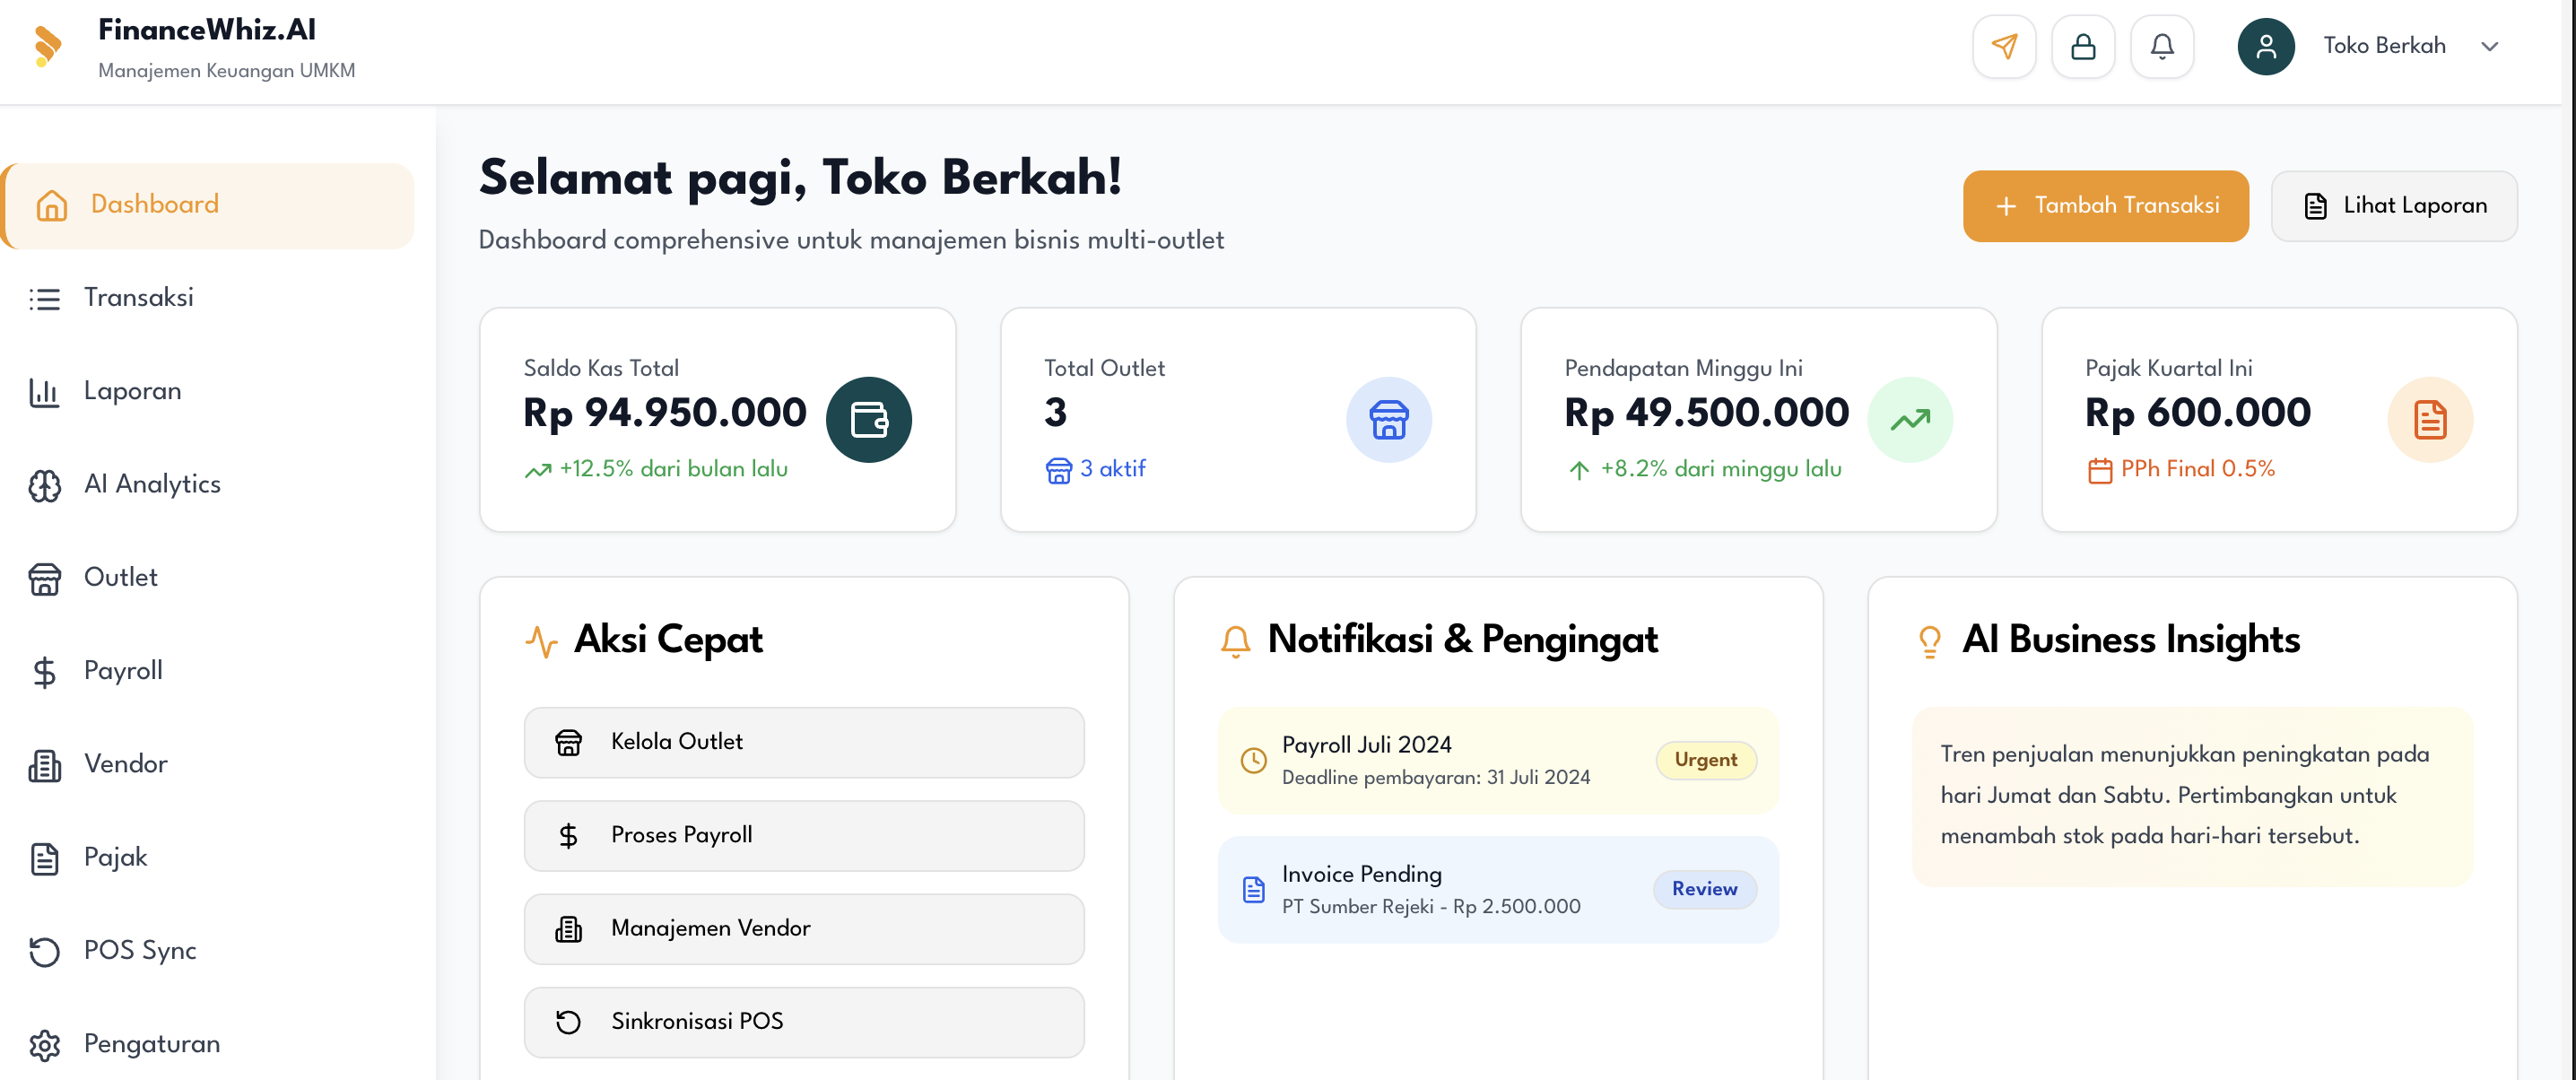 FinanceWhiz.AI
Manajemen Keuangan UMKM
Toko Berkah
Dashboard
Transaksi
Laporan
AI Analytics
Outlet
Payroll
Vendor
Pajak
POS Sync
Pengaturan
Selamat pagi, Toko Berkah!
Dashboard comprehensive untuk manajemen bisnis multi-outlet
Tambah Transaksi
Lihat Laporan
Saldo Kas Total
Rp 94.950.000
+12.5% dari bulan lalu
Total Outlet
3
3 aktif
Pendapatan Minggu Ini
Rp 49.500.000
+8.2% dari minggu lalu
Pajak Kuartal Ini
Rp 600.000
PPh Final 0.5%
Aksi Cepat
Kelola Outlet
Proses Payroll
Manajemen Vendor
Sinkronisasi POS
Notifikasi & Pengingat
Payroll Juli 2024
Deadline pembayaran: 31 Juli 2024
Urgent
Invoice Pending
PT Sumber Rejeki - Rp 2.500.000
Review
AI Business Insights
Tren penjualan menunjukkan peningkatan pada
hari Jumat dan Sabtu. Pertimbangkan untuk
menambah stok pada hari-hari tersebut.